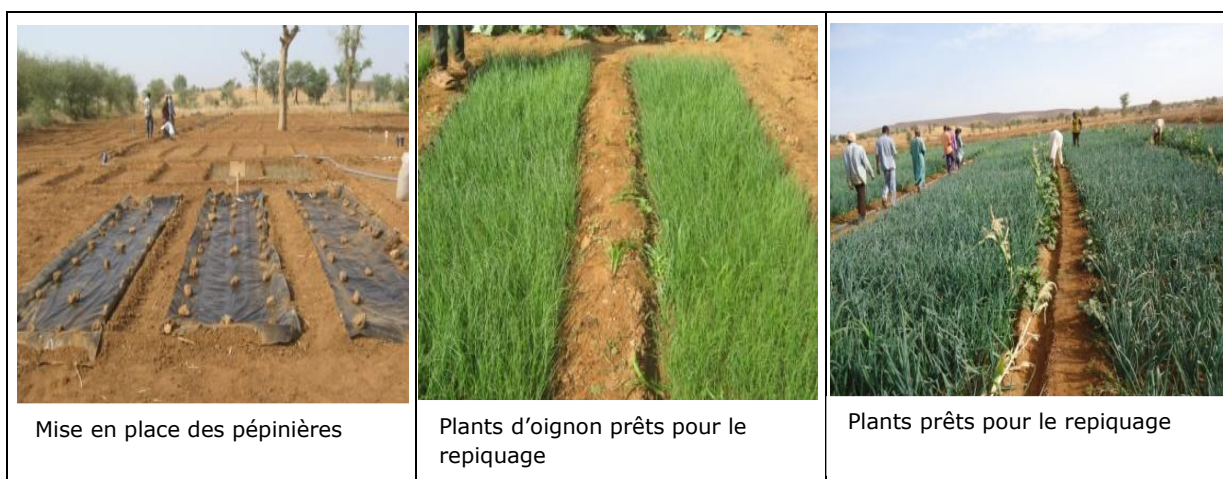 Mise en place des pépinières
Plants d’oignon prêts pour le
repiquage
Plants prêts pour le repiquage